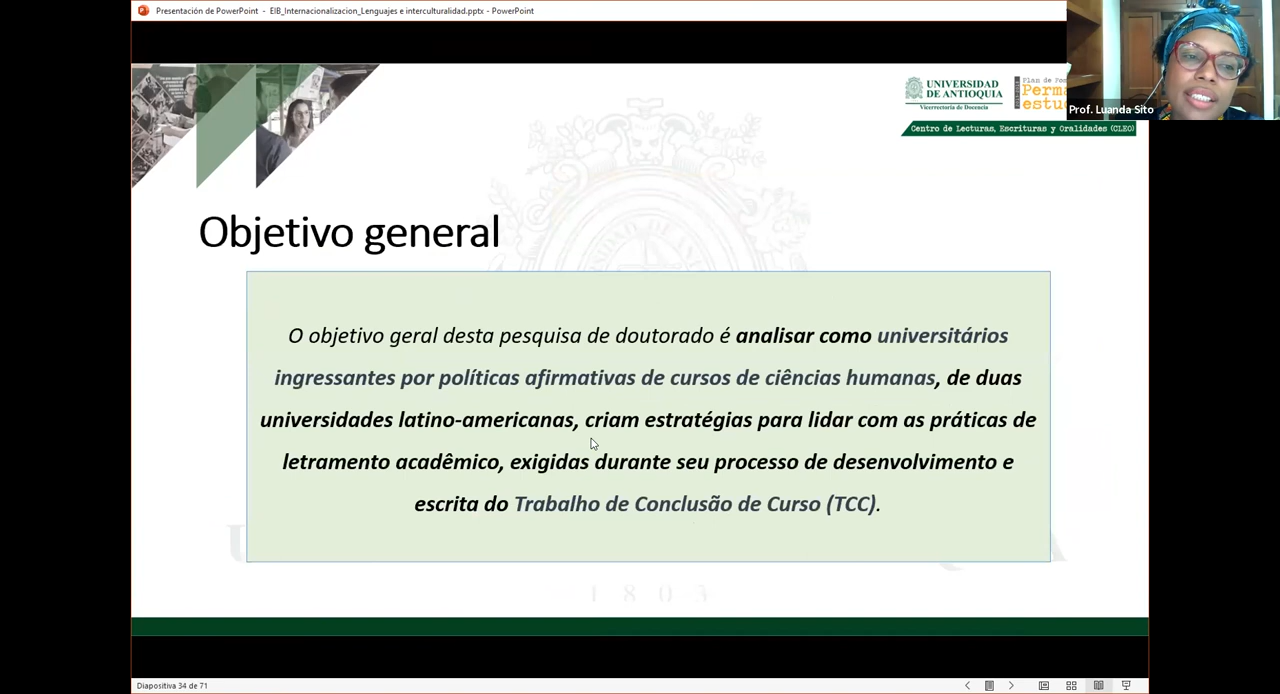 Presentación de PowerPoint - EIB_Internacionalizacion_Lenguajes e interculturalidad.pptx - PowerPoint
UNIVERSIDAD
DE ANTIOQUIA
Vicerrectoría de Docencia
Plan de
Prof. Luanda Sito
Centro de Lecturas, Escrituras y Oralidades (CLEO)
Objetivo general
O objetivo geral desta pesquisa de doutorado é analisar como universitários
ingressantes por políticas afirmativas de cursos de ciências humanas, de duas
universidades latino-americanas, criam estratégias para lidar com as práticas de
letramento acadêmico, exigidas durante seu processo de desenvolvimento e
escrita do Trabalho de Conclusão de Curso (TCC).
1803
Diapositiva 34 de 71